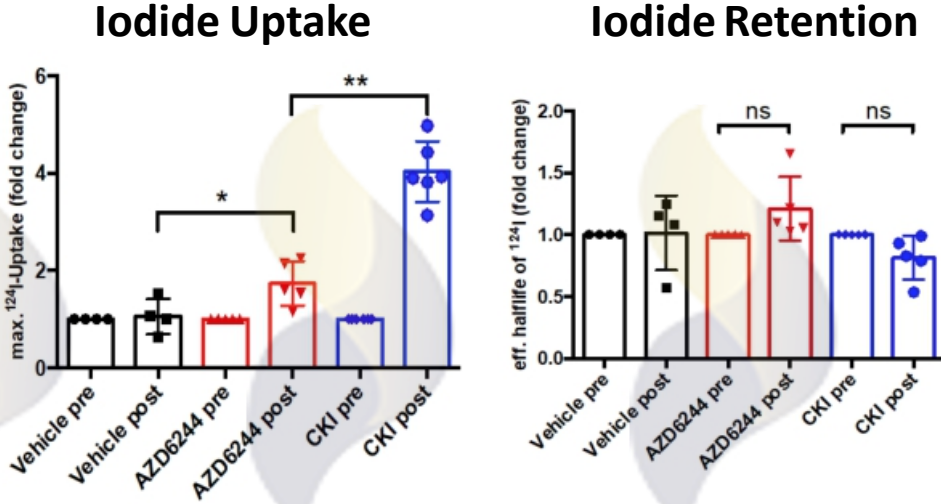 Iodide Uptake
max. ¹²⁴I-Uptake (fold change)
6
4
2
0
*
**
Vehicle pre
Vehicle post
AZD6244 pre
AZD6244 post
CKI pre
CKI post
Iodide Retention
eff. halflife of ¹²⁴I (fold change)
2.0
1.5
1.0
0.5
0.0
ns
ns
Vehicle pre
Vehicle post
AZD6244 pre
AZD6244 post
CKI pre
CKI post